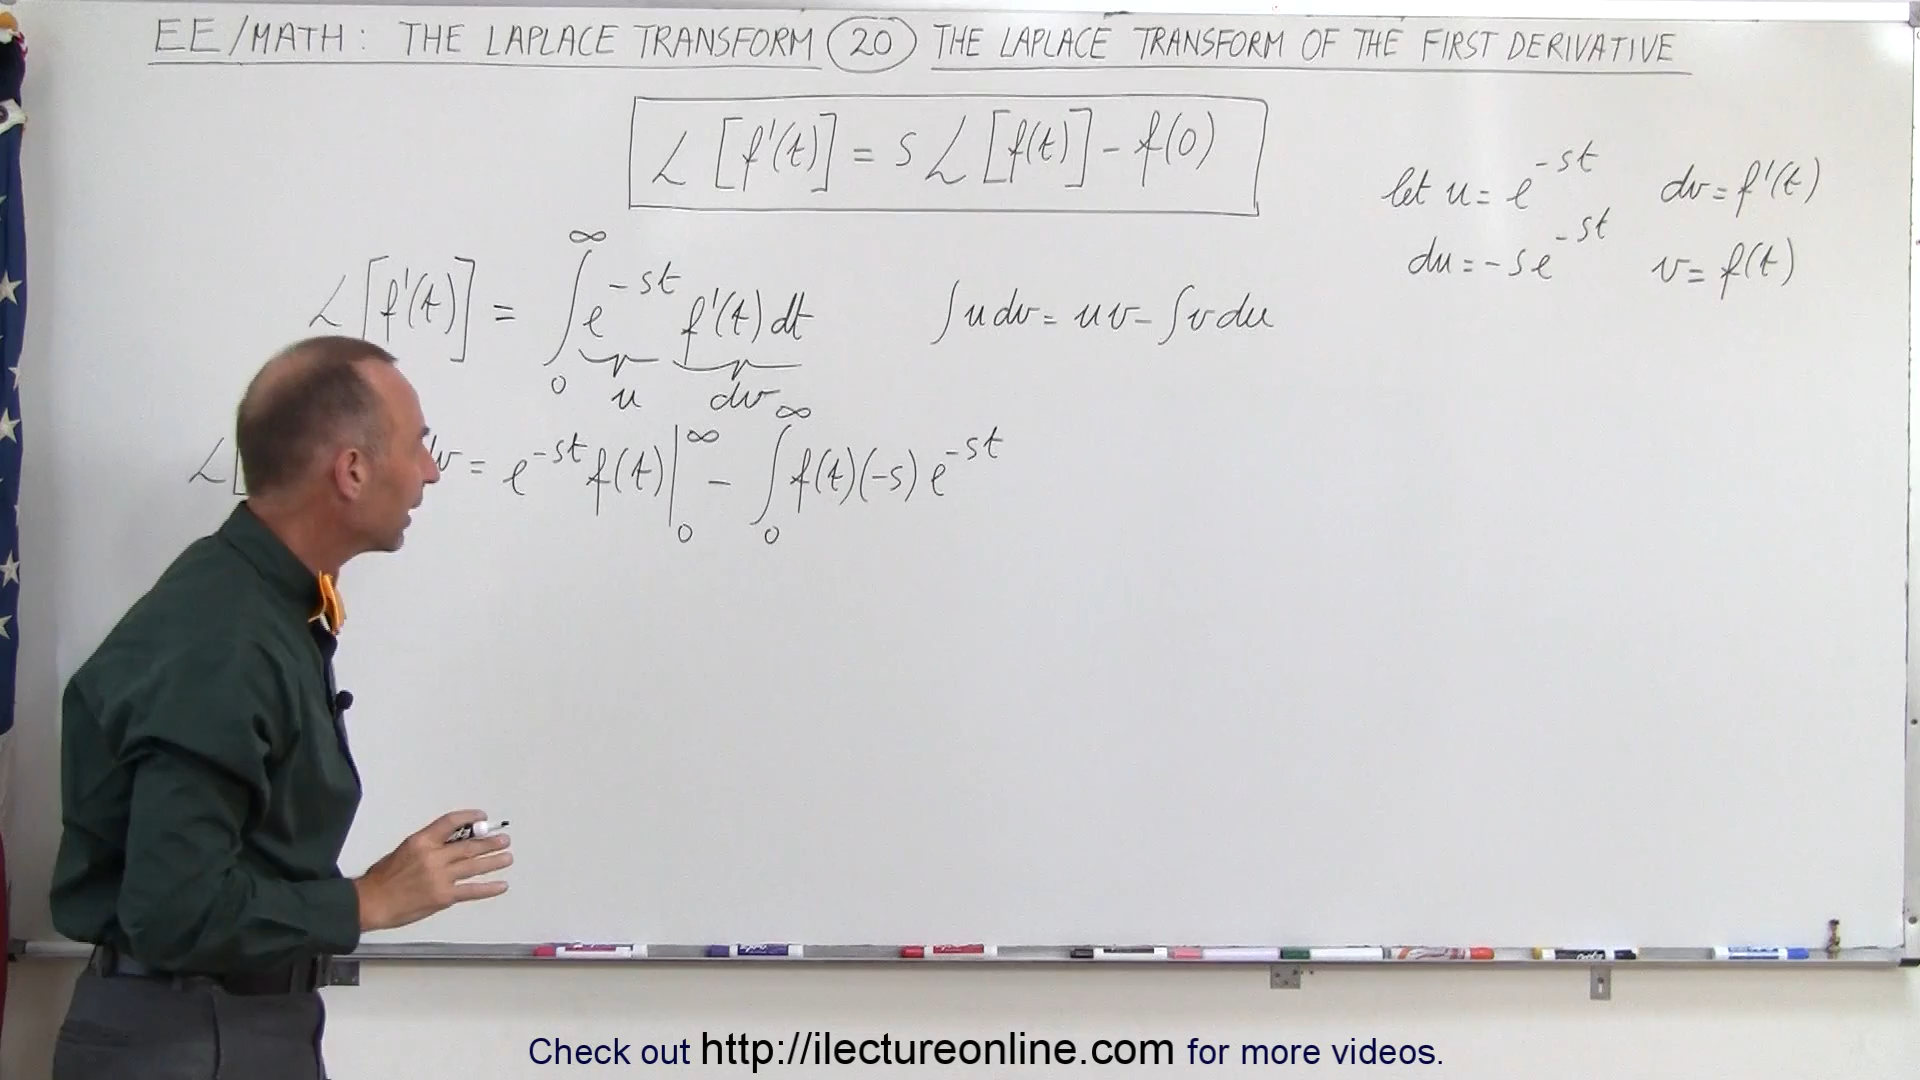 EE/MATH: THE LAPLACE TRANSFORM 20 THE LAPLACE TRANSFORM OF THE FIRST DERIVATIVE
ℒ[f'(t)] = s ℒ[f(t)] - f(0)
let u = e^{-st} dv = f'(t)
du = -s e^{-st} v = f(t)
ℒ[f'(t)] = ∫_0^∞ e^{-st} f'(t) dt ∫u dv = uv - ∫v du
u dv
ℒ[ = e^{-st} f(t)|_0^∞ - ∫_0^∞ f(t)(-s) e^{-st}
Check out http://ilectureonline.com for more videos.